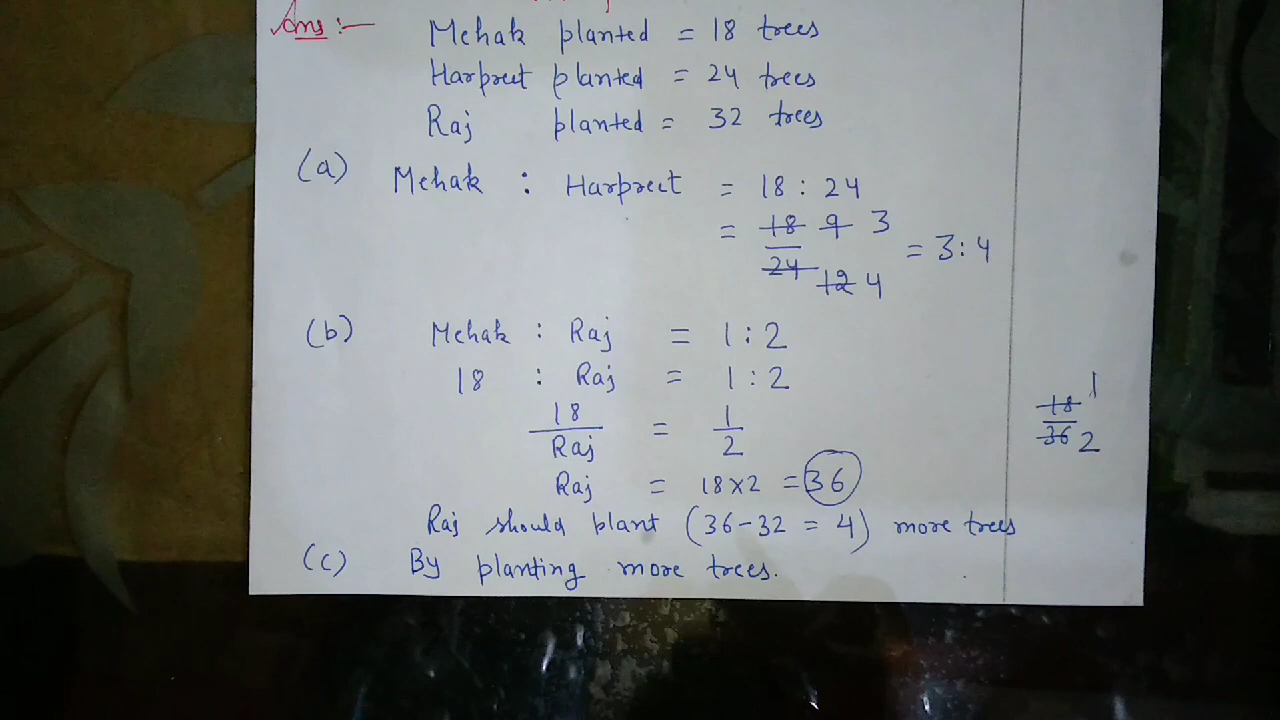 Ans :-
Mehak planted = 18 trees
Harpreet planted = 24 trees
Raj planted = 32 trees
(a) Mehak : Harpreet = 18 : 24
= 18 9 3
24 12 4
= 3 : 4
(b) Mehak : Raj = 1 : 2
18 : Raj = 1 : 2
18/Raj = 1/2
18 1
36 2
Raj = 18×2 = 36
Raj should plant (36-32 = 4) more trees
(c) By planting more trees.